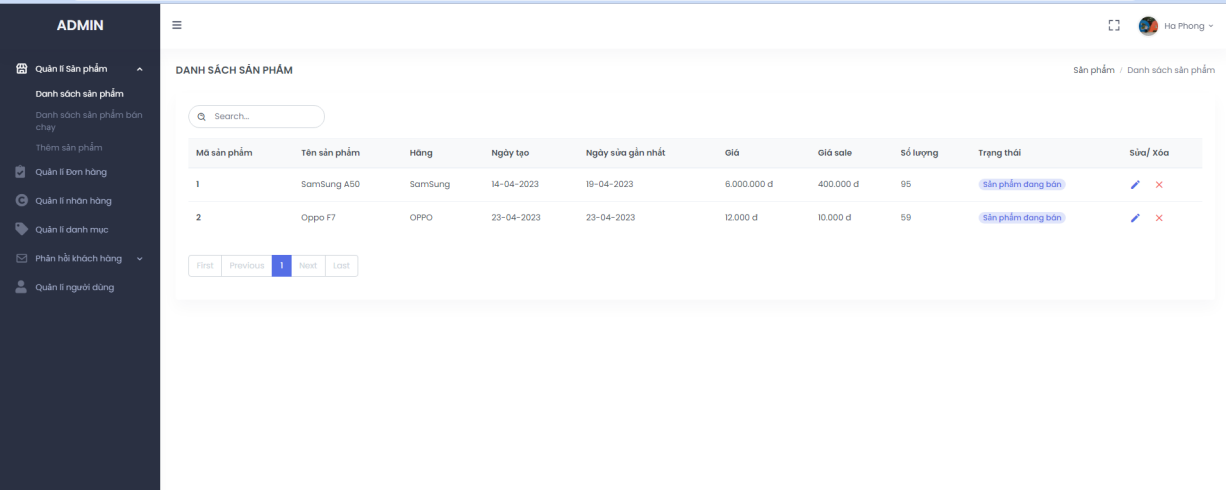 ADMIN
Ha Phong
Quản lí Sản phẩm
Danh sách sản phẩm
Danh sách sản phẩm bán
chạy
Thêm sản phẩm
Quản lí Đơn hàng
Quản lí nhãn hàng
Quản lí danh mục
Phản hồi khách hàng
Quản lí người dùng
DANH SÁCH SẢN PHẨM
Sản phẩm / Danh sách sản phẩm
Search...
Mã sản phẩm Tên sản phẩm Hãng Ngày tạo Ngày sửa gần nhất Giá Giá sale Số lượng Trạng thái Sửa/ Xóa
1 SamSung A50 SamSung 14-04-2023 19-04-2023 6.000.000 đ 400.000 đ 95 Sản phẩm đang bán
2 Oppo F7 OPPO 23-04-2023 23-04-2023 12.000 đ 10.000 đ 59 Sản phẩm đang bán
First Previous 1 Next Last